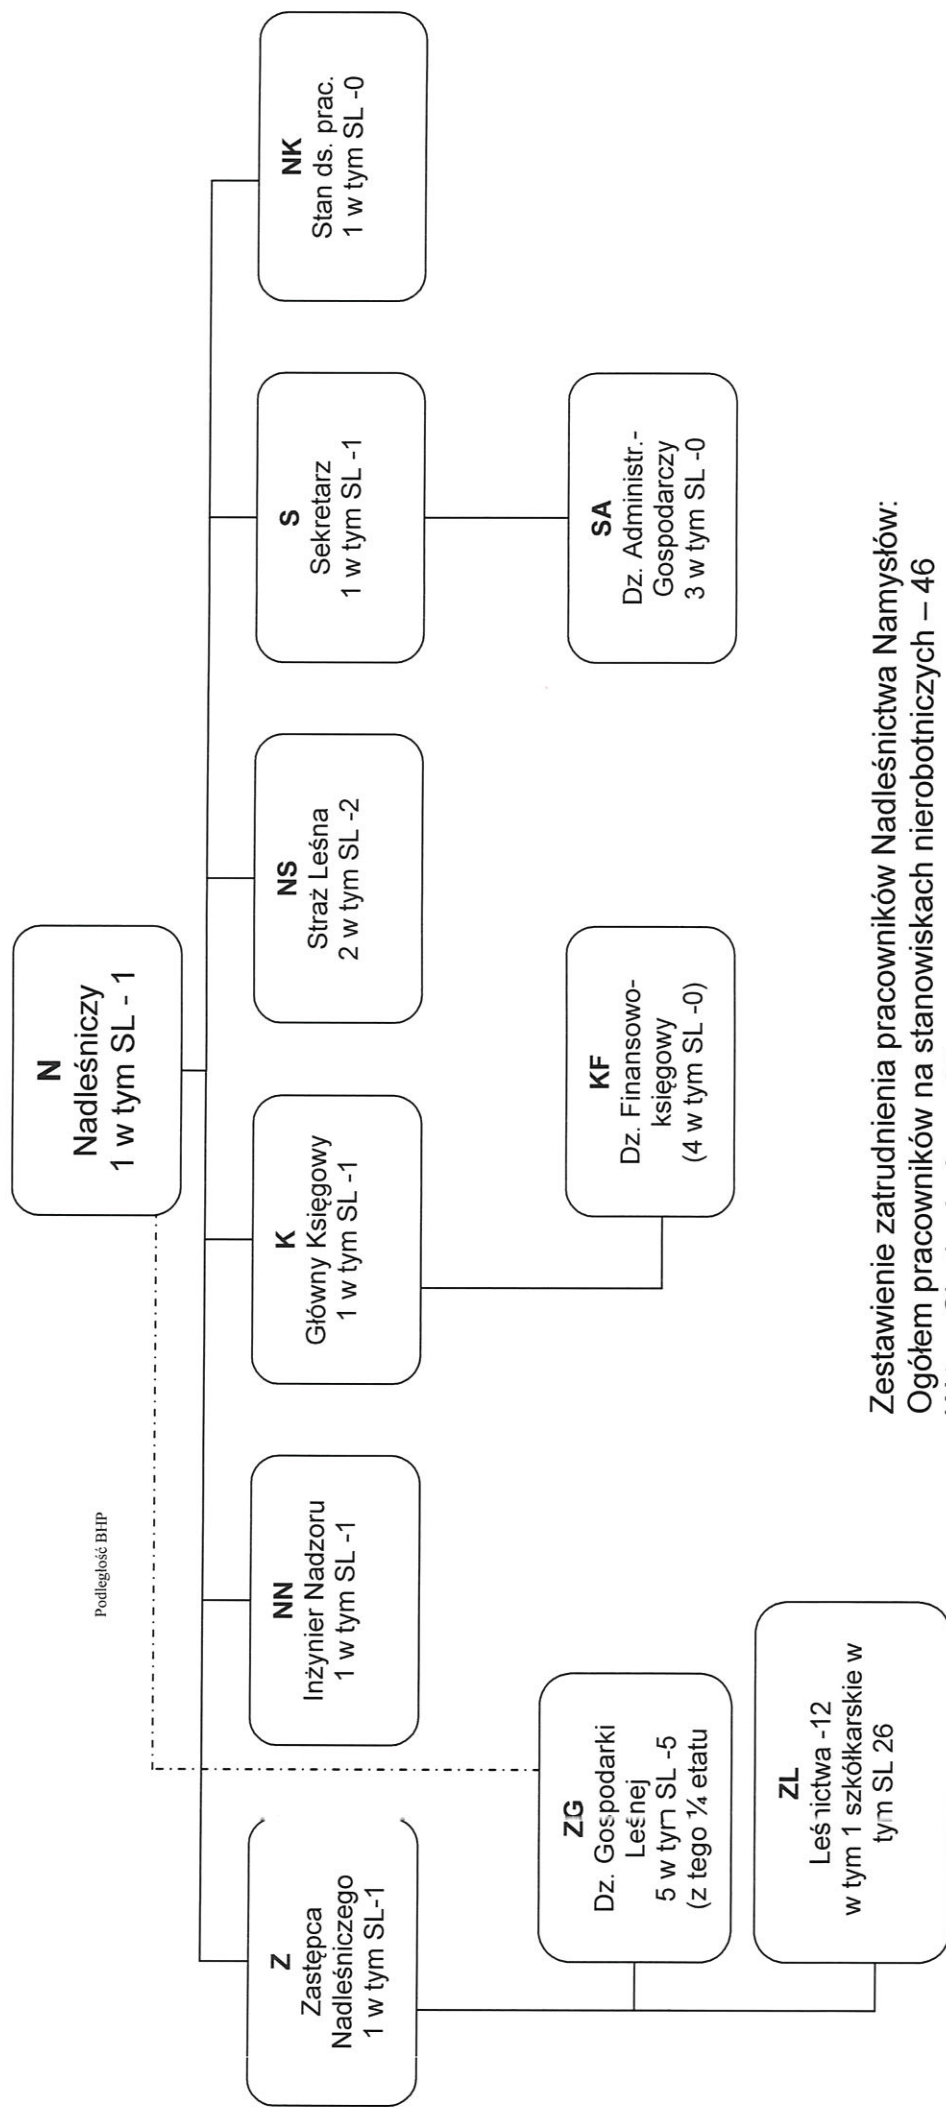 N
Nadleśniczy
1 w tym SL - 1
Podległość BHP
Z
Zastępca
Nadleśniczego
1 w tym SL-1
NN
Inżynier Nadzoru
1 w tym SL -1
K
Główny Księgowy
1 w tym SL -1
NS
Straż Leśna
2 w tym SL -2
S
Sekretarz
1 w tym SL -1
NK
Stan ds. prac.
1 w tym SL -0
ZG
Dz. Gospodarki
Leśnej
5 w tym SL -5
(z tego ¼ etatu
KF
Dz. Finansowo-
księgowy
(4 w tym SL -0)
SA
Dz. Administr.-
Gospodarczy
3 w tym SL -0
ZL
Leśnictwa -12
w tym 1 szkółkarskie w
tym SL 26
Zestawienie zatrudnienia pracowników Nadleśnictwa Namysłów:
Ogółem pracowników na stanowiskach nierobotniczych – 46